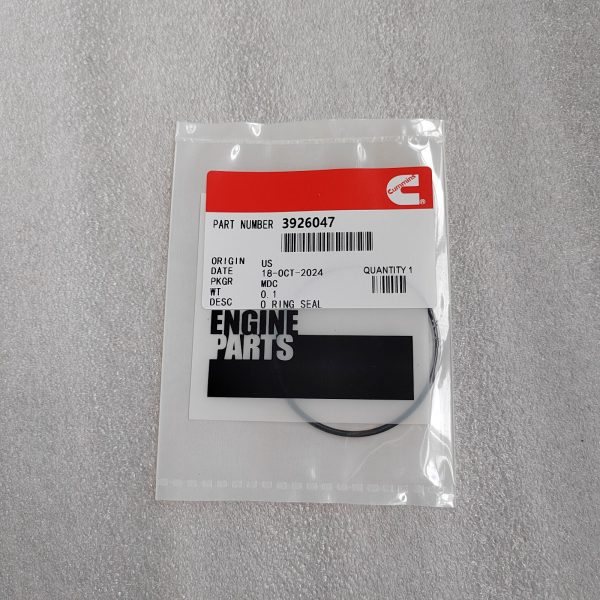 Cummins
®
PART NUMBER 3926047
ORIGIN US
DATE 18-OCT-2024
QUANTITY 1
PKGR MDC
WT 0.1
DESC O RING SEAL
ENGINE
PARTS